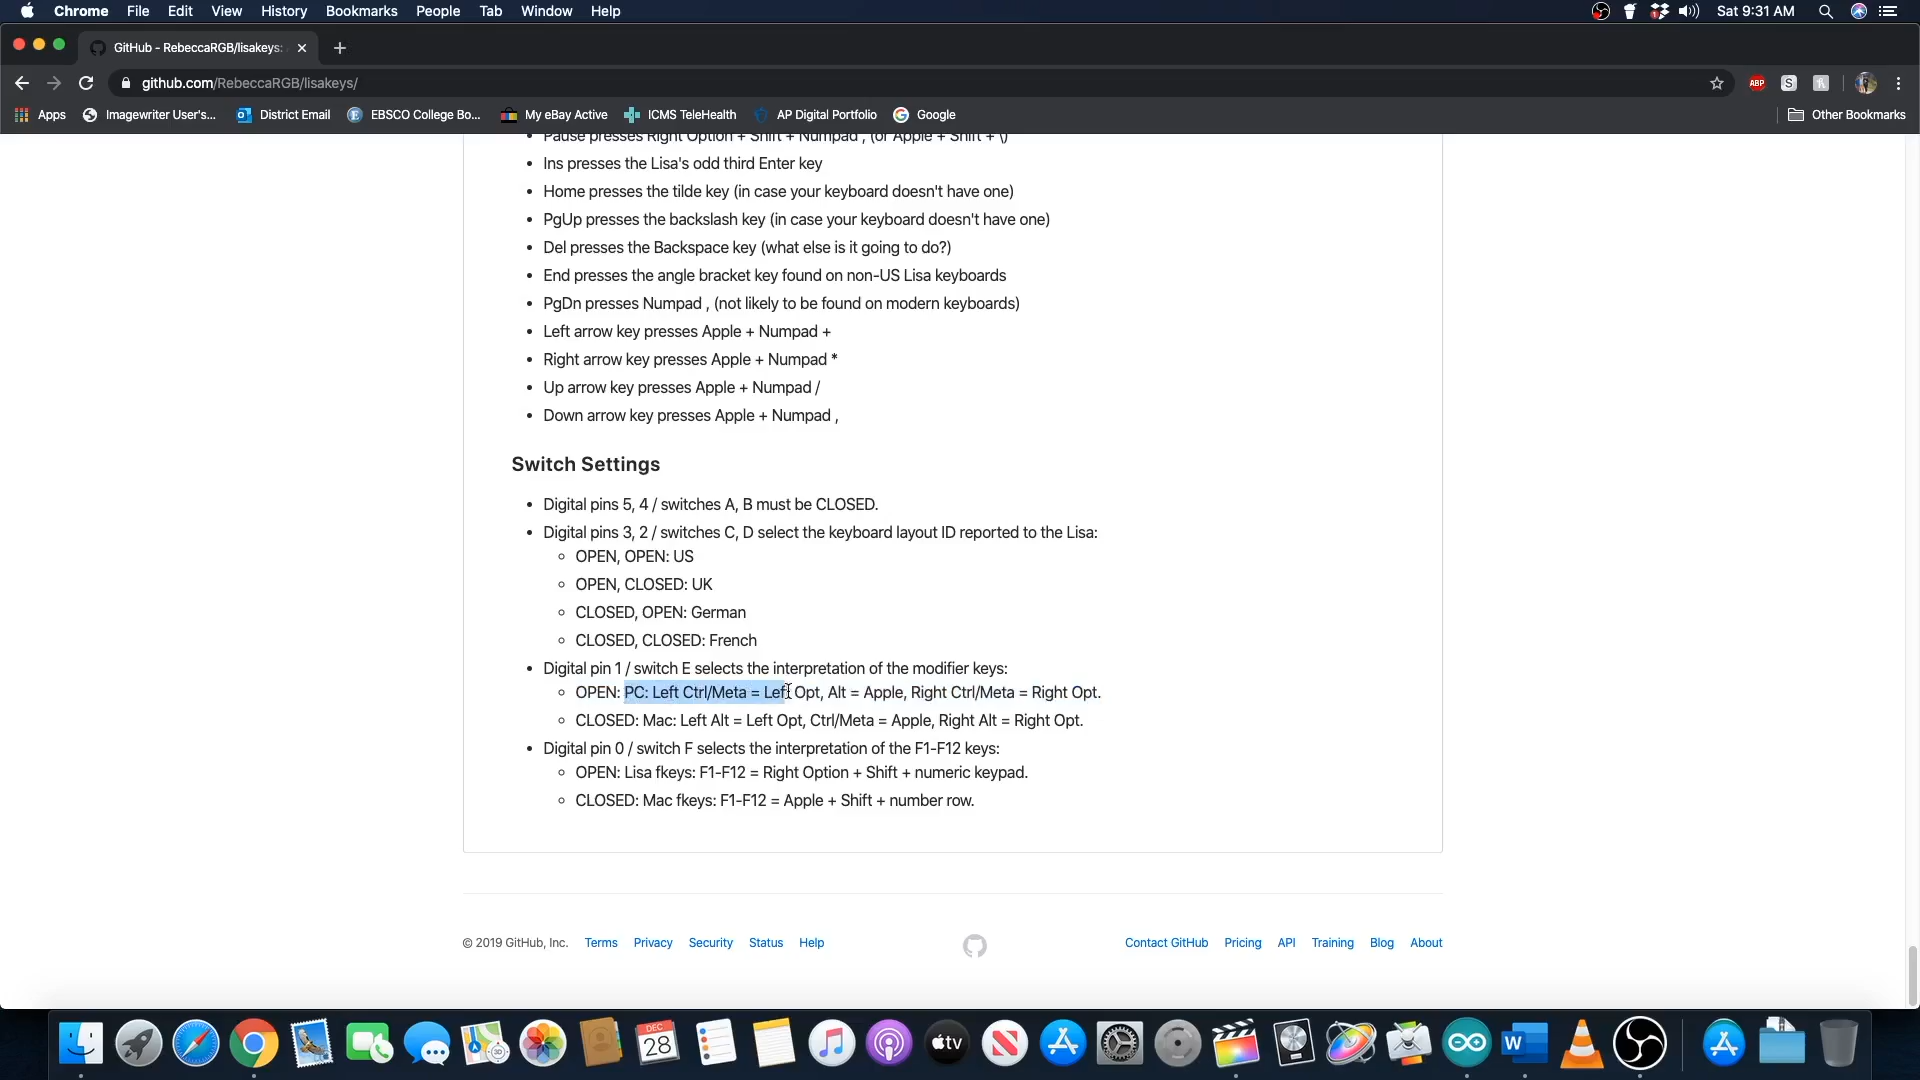 Chrome File Edit View History Bookmarks People Tab Window Help Sat 9:31 AM
GitHub - RebeccaRGB/lisakeys:
github.com/RebeccaRGB/lisakeys/
ABP S
Apps Imagewriter User's... District Email EBSCO College Bo... My eBay Active ICMS TeleHealth AP Digital Portfolio Google Other Bookmarks
• Pause presses Right Option + Shift + Numpad , (or Apple + Shift + \)
• Ins presses the Lisa's odd third Enter key
• Home presses the tilde key (in case your keyboard doesn't have one)
• PgUp presses the backslash key (in case your keyboard doesn't have one)
• Del presses the Backspace key (what else is it going to do?)
• End presses the angle bracket key found on non-US Lisa keyboards
• PgDn presses Numpad , (not likely to be found on modern keyboards)
• Left arrow key presses Apple + Numpad +
• Right arrow key presses Apple + Numpad *
• Up arrow key presses Apple + Numpad /
• Down arrow key presses Apple + Numpad ,
Switch Settings
• Digital pins 5, 4 / switches A, B must be CLOSED.
• Digital pins 3, 2 / switches C, D select the keyboard layout ID reported to the Lisa:
◦ OPEN, OPEN: US
◦ OPEN, CLOSED: UK
◦ CLOSED, OPEN: German
◦ CLOSED, CLOSED: French
• Digital pin 1 / switch E selects the interpretation of the modifier keys:
◦ OPEN: PC: Left Ctrl/Meta = Left Opt, Alt = Apple, Right Ctrl/Meta = Right Opt.
◦ CLOSED: Mac: Left Alt = Left Opt, Ctrl/Meta = Apple, Right Alt = Right Opt.
• Digital pin 0 / switch F selects the interpretation of the F1-F12 keys:
◦ OPEN: Lisa fkeys: F1-F12 = Right Option + Shift + numeric keypad.
◦ CLOSED: Mac fkeys: F1-F12 = Apple + Shift + number row.
© 2019 GitHub, Inc. Terms Privacy Security Status Help Contact GitHub Pricing API Training Blog About
DEC
28
tv
W